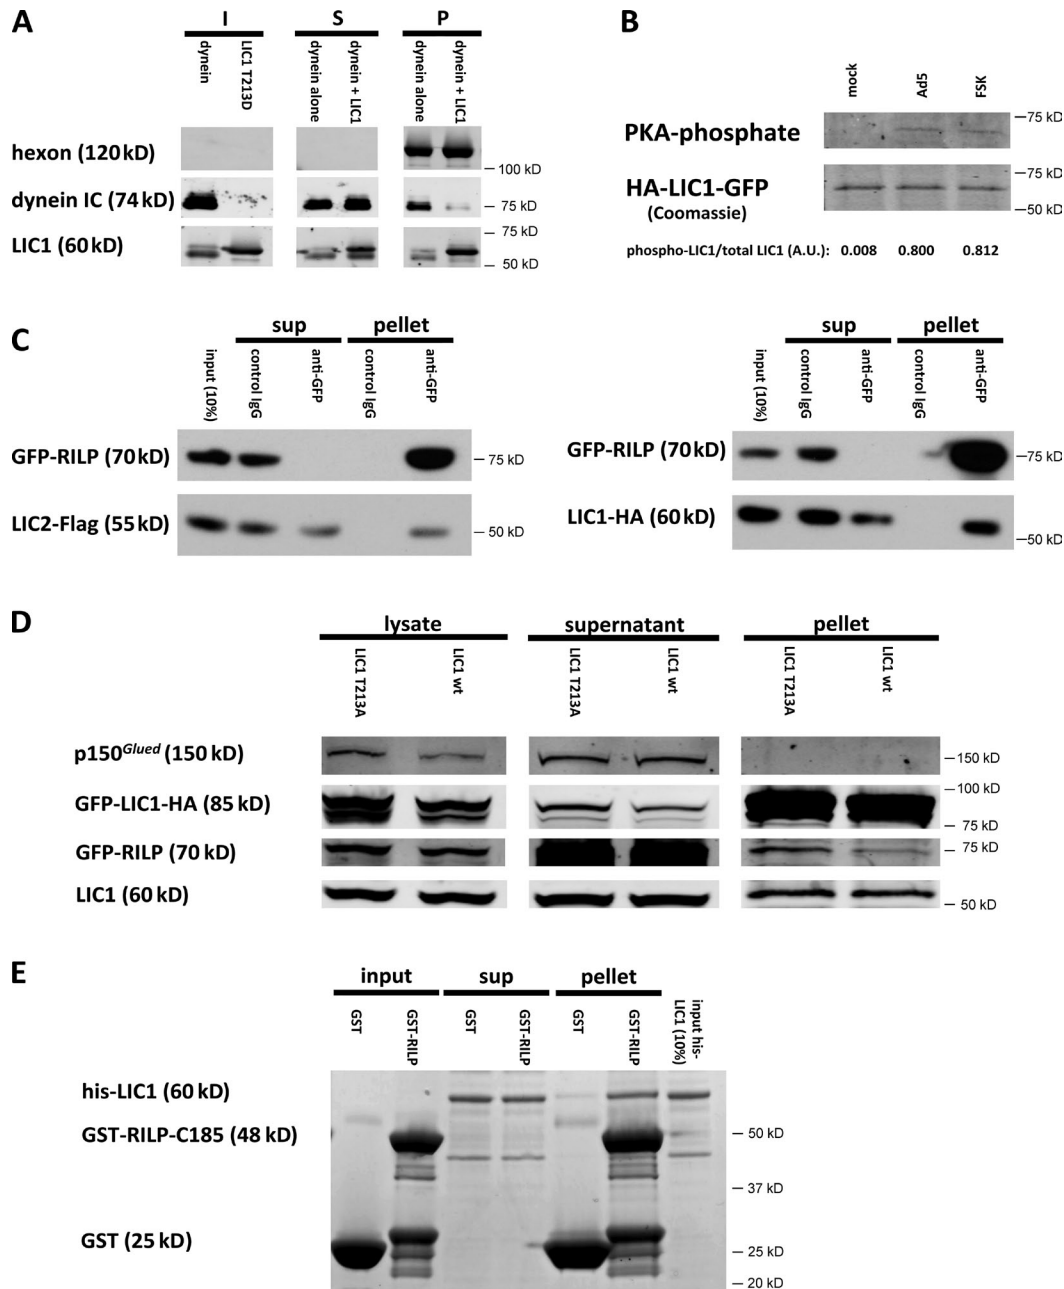 A
I
S
P
dynein
LIC1 T213D
dynein alone
dynein + LIC1
dynein alone
dynein + LIC1
hexon (120 kD)
100 kD
dynein IC (74 kD)
75 kD
LIC1 (60 kD)
75 kD
50 kD
B
mock
Ad5
FSK
PKA-phosphate
75 kD
HA-LIC1-GFP
(Coomassie)
75 kD
50 kD
phospho-LIC1/total LIC1 (A.U.): 0.008 0.800 0.812
C
sup
pellet
input (10%)
control IgG
anti-GFP
control IgG
anti-GFP
GFP-RILP (70 kD)
75 kD
LIC2-Flag (55 kD)
50 kD
sup
pellet
input (10%)
control IgG
anti-GFP
control IgG
anti-GFP
GFP-RILP (70 kD)
75 kD
LIC1-HA (60 kD)
50 kD
D
lysate
supernatant
pellet
LIC1 T213A
LIC1 wt
LIC1 T213A
LIC1 wt
LIC1 T213A
LIC1 wt
p150Glued (150 kD)
150 kD
GFP-LIC1-HA (85 kD)
100 kD
75 kD
GFP-RILP (70 kD)
75 kD
LIC1 (60 kD)
50 kD
E
input
sup
pellet
GST
GST-RILP
GST
GST-RILP
GST
GST-RILP
input his-
LIC1 (10%)
his-LIC1 (60 kD)
GST-RILP-C185 (48 kD)
50 kD
37 kD
GST (25 kD)
25 kD
20 kD